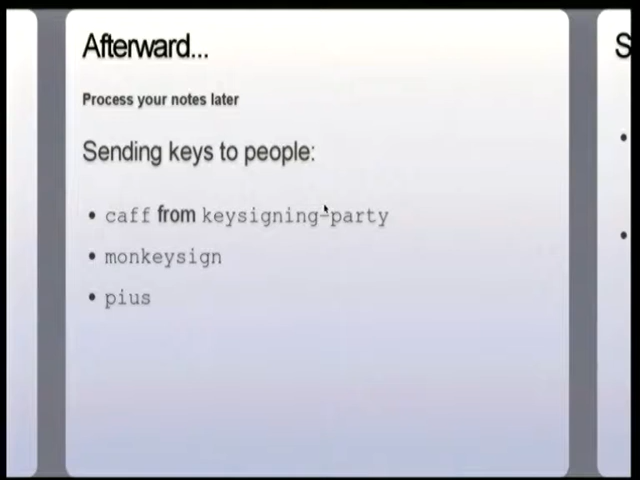 Afterward...
Process your notes later
Sending keys to people:
• caff from keysigning-party
• monkeysign
• pius
S